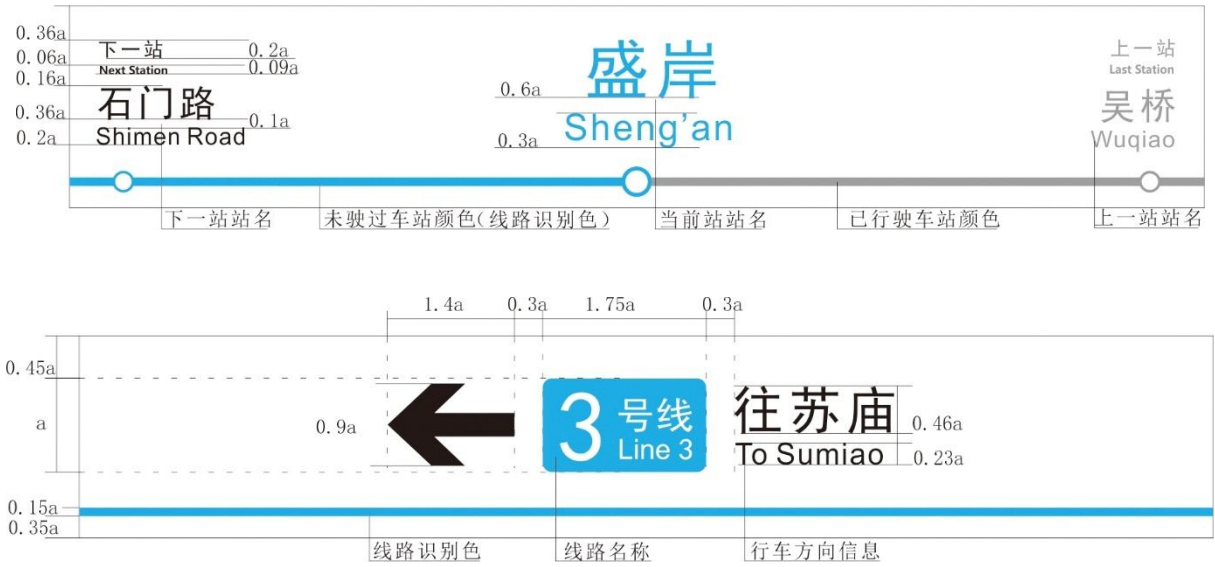 0.36a
0.06a
0.16a
0.36a
0.2a
下一站
Next Station
石门路
Shimen Road
0.2a
0.09a
0.1a
0.6a
0.3a
盛岸
Sheng'an
上一站
Last Station
吴桥
Wuqiao
下一站站名
未驶过车站颜色(线路识别色)
当前站站名
已行驶车站颜色
上一站站名
1.4a
0.3a
1.75a
0.3a
0.45a
a
0.15a
0.35a
0.9a
3号线
Line 3
往苏庙
To Sumiao
0.46a
0.23a
线路识别色
线路名称
行车方向信息